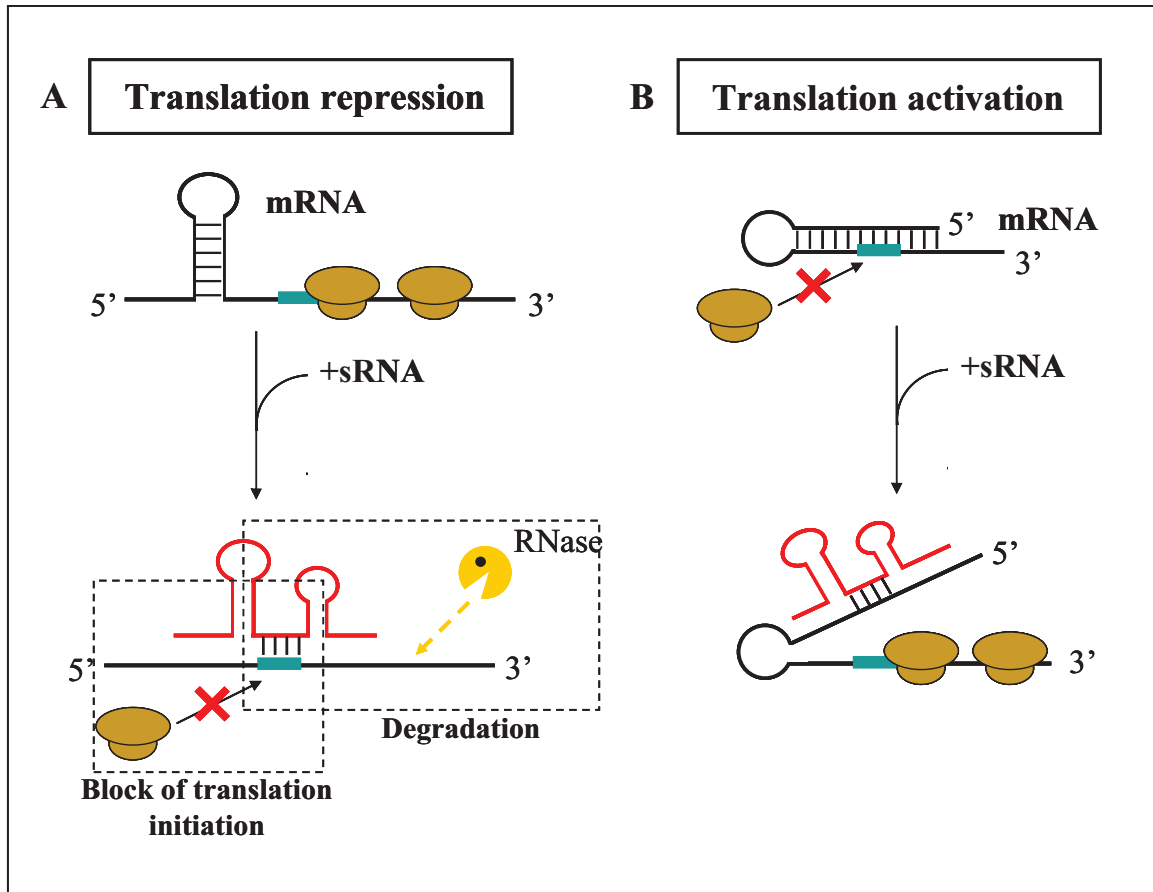 A
Translation repression
mRNA
5’
3’
+sRNA
RNase
5’
3’
Degradation
Block of translation
initiation
B
Translation activation
5’
mRNA
3’
+sRNA
5’
3’